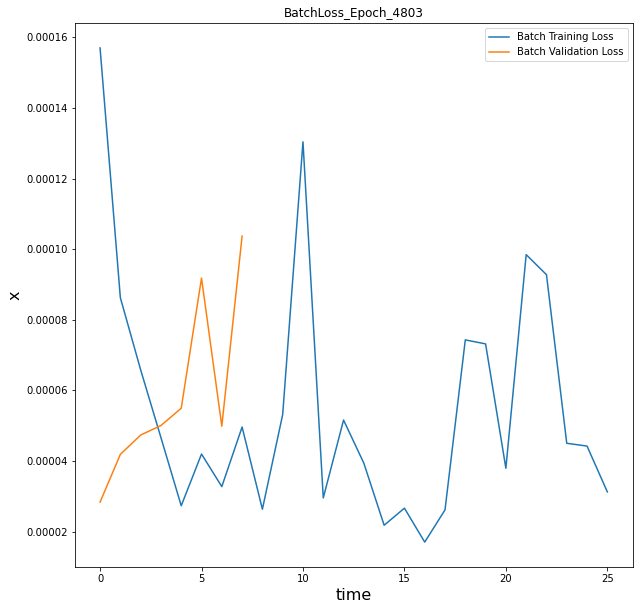 BatchLoss_Epoch_4803
Batch Training Loss
Batch Validation Loss
0.00016
0.00014
0.00012
0.00010
0.00008
0.00006
0.00004
0.00002
x
0 5 10 15 20 25
time